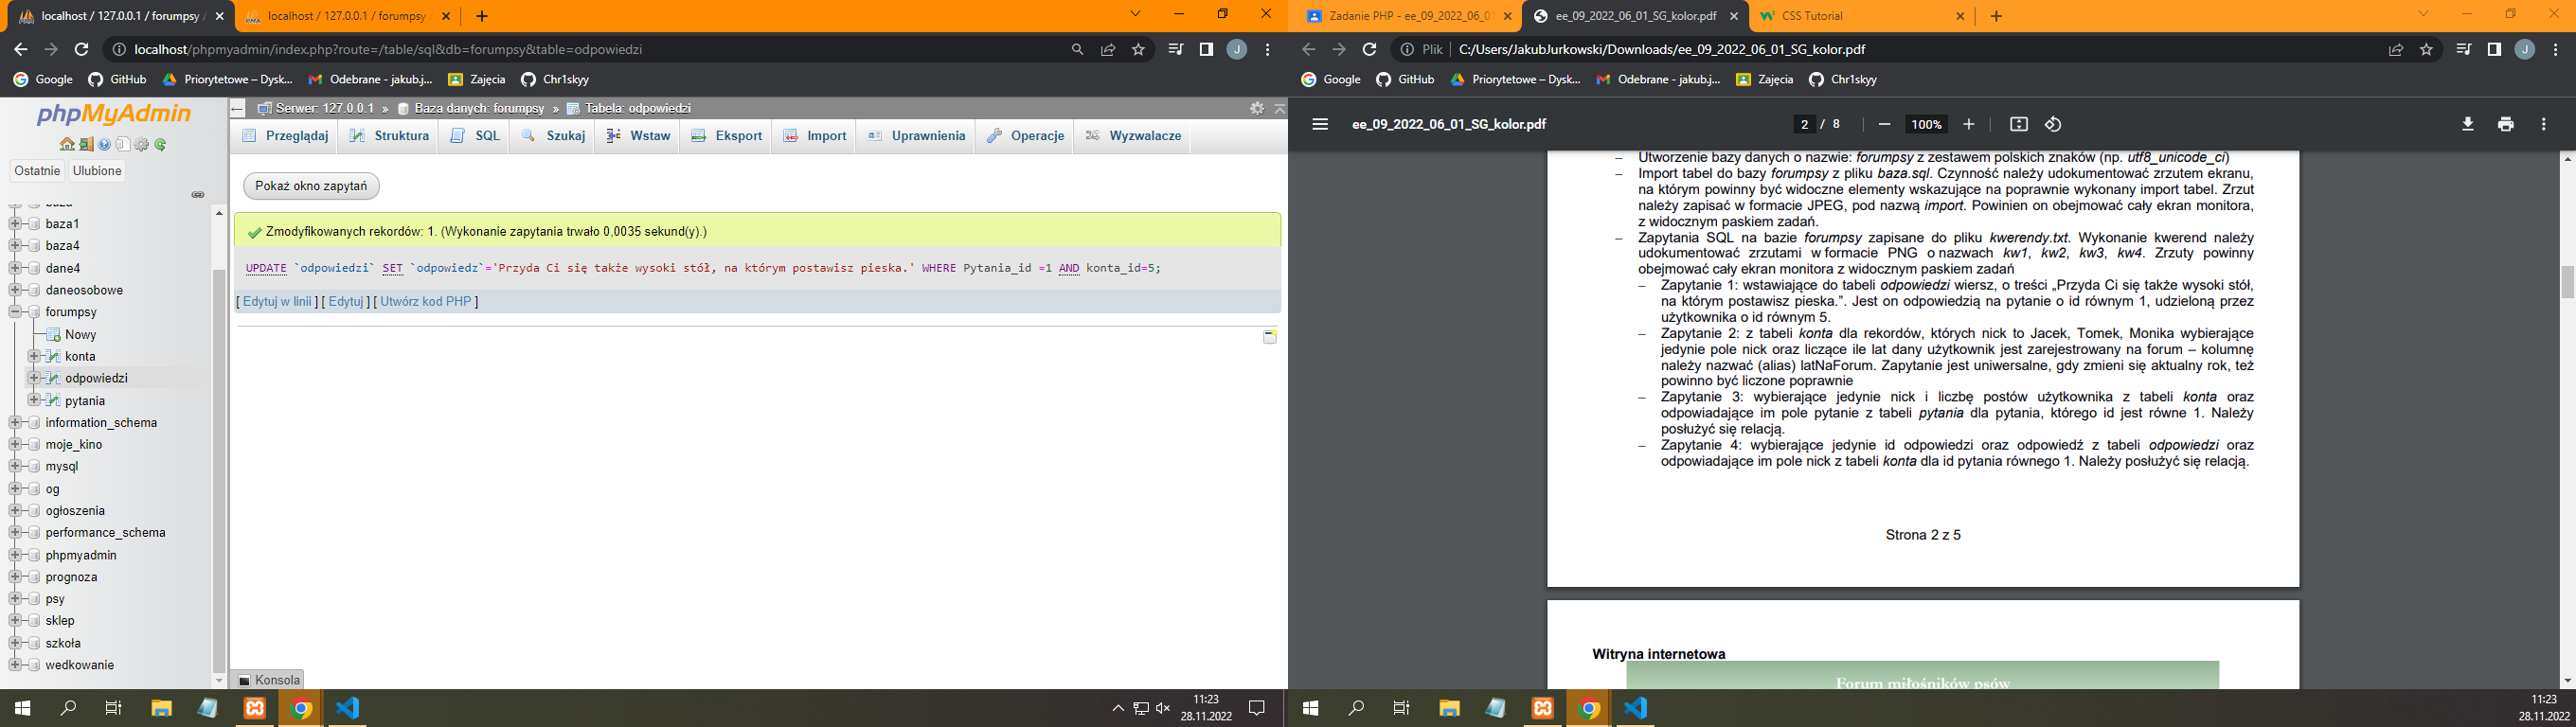 localhost / 127.0.0.1 / forumpsy /
localhost / 127.0.0.1 / forumpsy
localhost/phpmyadmin/index.php?route=/table/sql&db=forumpsy&table=odpowiedzi
J
Google
GitHub
Priorytetowe – Dysk...
Odebrane - jakub.j...
Zajęcia
Chr1skyy
phpMyAdmin
Ostatnie
Ulubione
baza
baza1
baza4
dane4
daneosobowe
forumpsy
Nowy
konta
odpowiedzi
pytania
information_schema
moje_kino
mysql
og
ogłoszenia
performance_schema
phpmyadmin
prognoza
psy
sklep
szkoła
wedkowanie
Serwer: 127.0.0.1 » Baza danych: forumpsy » Tabela: odpowiedzi
Przeglądaj
Struktura
SQL
Szukaj
Wstaw
Eksport
Import
Uprawnienia
Operacje
Wyzwalacze
Pokaż okno zapytań
Zmodyfikowanych rekordów: 1. (Wykonanie zapytania trwało 0,0035 sekund(y).)
UPDATE `odpowiedzi` SET `odpowiedz`='Przyda Ci się także wysoki stół, na którym postawisz pieska.' WHERE Pytania_id =1 AND konta_id=5;
[ Edytuj w linii ] [ Edytuj ] [ Utwórz kod PHP ]
Konsola
11:23
28.11.2022
Zadanie PHP - ee_09_2022_06_01
ee_09_2022_06_01_SG_kolor.pdf
CSS Tutorial
Plik
C:/Users/JakubJurkowski/Downloads/ee_09_2022_06_01_SG_kolor.pdf
J
Google
GitHub
Priorytetowe – Dysk...
Odebrane - jakub.j...
Zajęcia
Chr1skyy
ee_09_2022_06_01_SG_kolor.pdf
2 / 8
100%
– Utworzenie bazy danych o nazwie: forumpsy z zestawem polskich znaków (np. utf8_unicode_ci)
– Import tabel do bazy forumpsy z pliku baza.sql. Czynność należy udokumentować zrzutem ekranu,
na którym powinny być widoczne elementy wskazujące na poprawnie wykonany import tabel. Zrzut
należy zapisać w formacie JPEG, pod nazwą import. Powinien on obejmować cały ekran monitora,
z widocznym paskiem zadań.
– Zapytania SQL na bazie forumpsy zapisane do pliku kwerendy.txt. Wykonanie kwerend należy
udokumentować zrzutami w formacie PNG o nazwach kw1, kw2, kw3, kw4. Zrzuty powinny
obejmować cały ekran monitora z widocznym paskiem zadań
– Zapytanie 1: wstawiające do tabeli odpowiedzi wiersz, o treści „Przyda Ci się także wysoki stół,
na którym postawisz pieska.”. Jest on odpowiedzią na pytanie o id równym 1, udzieloną przez
użytkownika o id równym 5.
– Zapytanie 2: z tabeli konta dla rekordów, których nick to Jacek, Tomek, Monika wybierające
jedynie pole nick oraz liczące ile lat dany użytkownik jest zarejestrowany na forum – kolumnę
należy nazwać (alias) latNaForum. Zapytanie jest uniwersalne, gdy zmieni się aktualny rok, też
powinno być liczone poprawnie
– Zapytanie 3: wybierające jedynie nick i liczbę postów użytkownika z tabeli konta oraz
odpowiadające im pole pytanie z tabeli pytania dla pytania, którego id jest równe 1. Należy
posłużyć się relacją.
– Zapytanie 4: wybierające jedynie id odpowiedzi oraz odpowiedź z tabeli odpowiedzi oraz
odpowiadające im pole nick z tabeli konta dla id pytania równego 1. Należy posłużyć się relacją.
Strona 2 z 5
Witryna internetowa
Forum miłośników psów
11:23
28.11.2022